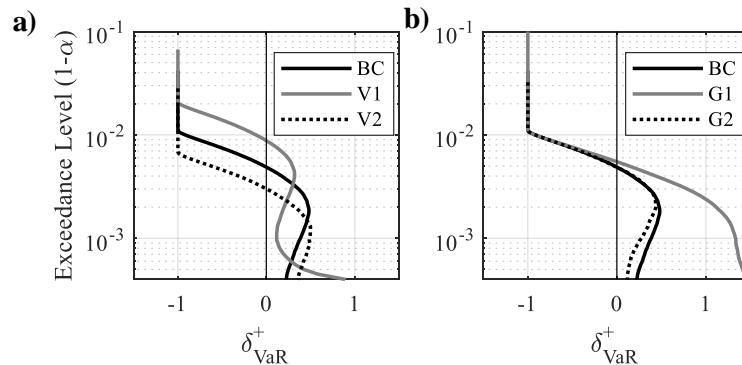 a)
b)
Exceedance Level (1-α)
10⁻¹
10⁻²
10⁻³
BC
V1
V2
-1 0 1
δ⁺VaR
10⁻¹
10⁻²
10⁻³
BC
G1
G2
-1 0 1
δ⁺VaR